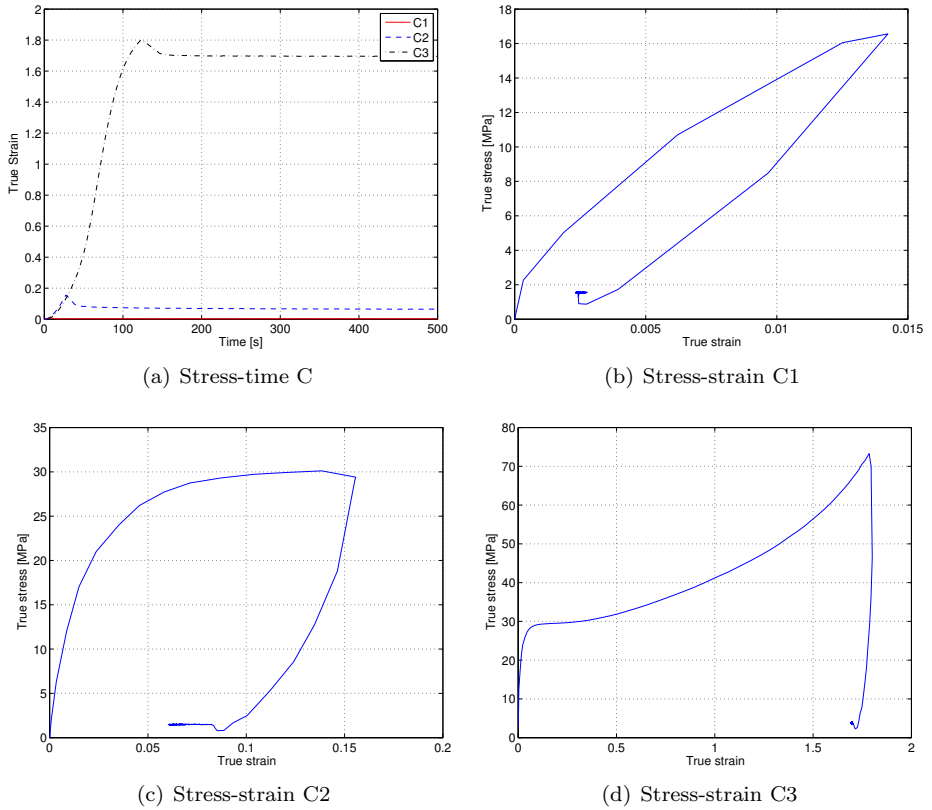 2
1.8
1.6
1.4
1.2
1
0.8
0.6
0.4
0.2
0
True Strain
0 100 200 300 400 500
Time [s]
C1
C2
C3
(a) Stress-time C
18
16
14
12
10
8
6
4
2
0
True stress [MPa]
0 0.005 0.01 0.015
True strain
(b) Stress-strain C1
35
30
25
20
15
10
5
0
True stress [MPa]
0 0.05 0.1 0.15 0.2
True strain
(c) Stress-strain C2
80
70
60
50
40
30
20
10
0
True stress [MPa]
0 0.5 1 1.5 2
True strain
(d) Stress-strain C3